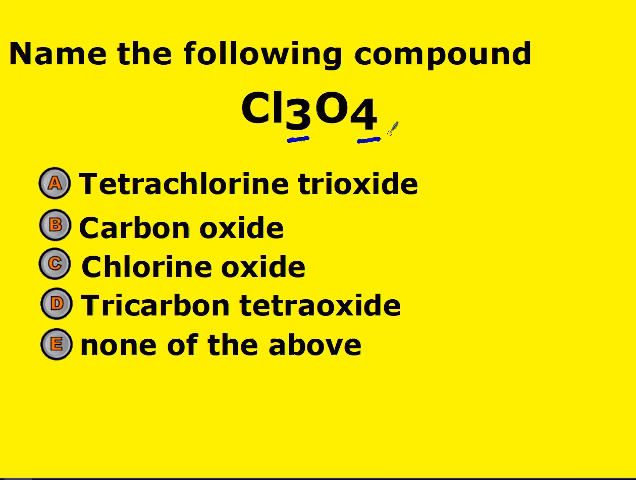 Name the following compound
Cl3O4
A Tetrachlorine trioxide
B Carbon oxide
C Chlorine oxide
D Tricarbon tetraoxide
E none of the above